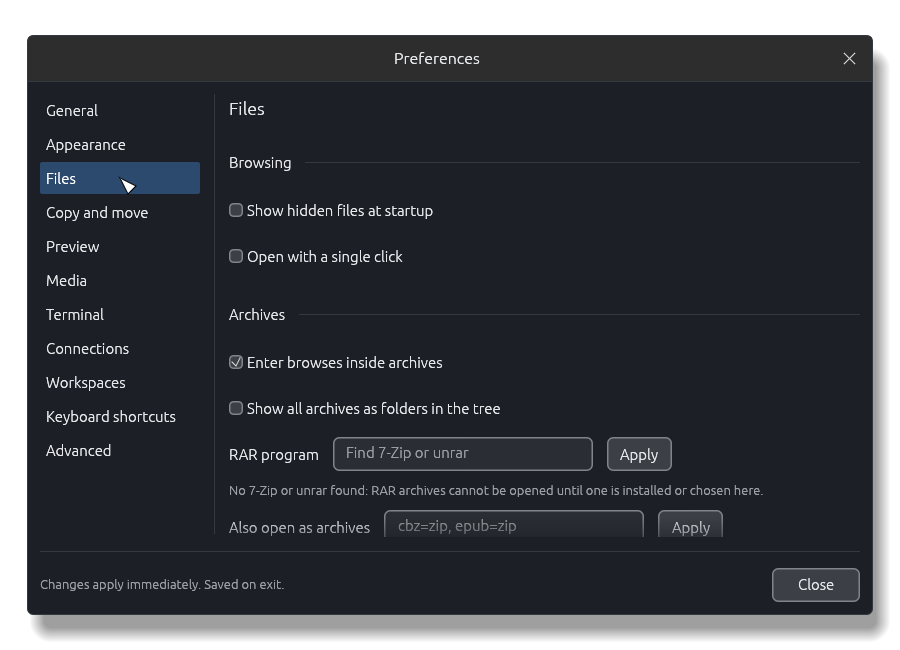 Preferences
General
Appearance
Files
Copy and move
Preview
Media
Terminal
Connections
Workspaces
Keyboard shortcuts
Advanced
Files
Browsing
Show hidden files at startup
Open with a single click
Archives
Enter browses inside archives
Show all archives as folders in the tree
RAR program Find 7-Zip or unrar Apply
No 7-Zip or unrar found: RAR archives cannot be opened until one is installed or chosen here.
Also open as archives cbz=zip, epub=zip Apply
Changes apply immediately. Saved on exit.
Close